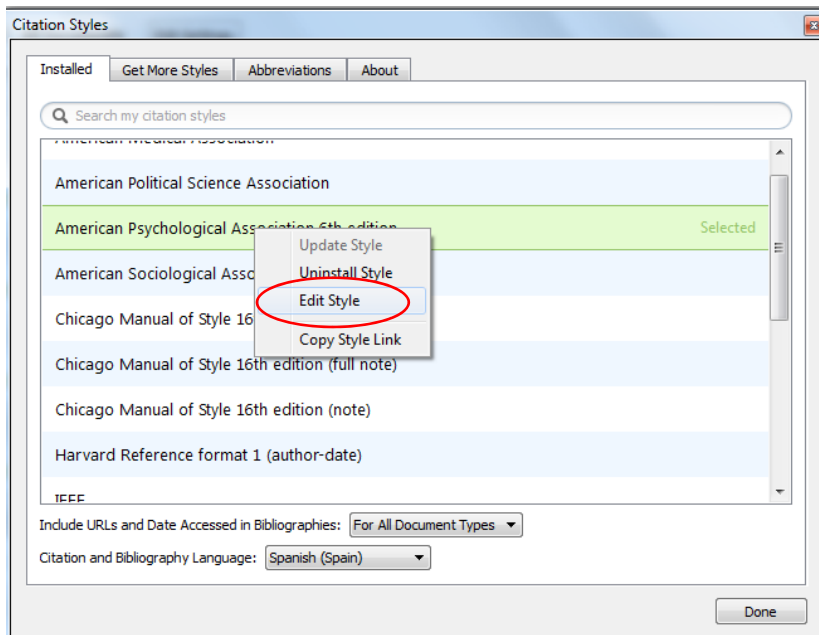 Citation Styles
Installed Get More Styles Abbreviations About
Search my citation styles
American Medical Association
American Political Science Association
American Psychological Association 6th edition Selected
Update Style
American Sociological Asso
Uninstall Style
Edit Style
Chicago Manual of Style 16
Copy Style Link
Chicago Manual of Style 16th edition (full note)
Chicago Manual of Style 16th edition (note)
Harvard Reference format 1 (author-date)
IEEE
Include URLs and Date Accessed in Bibliographies: For All Document Types
Citation and Bibliography Language: Spanish (Spain)
Done